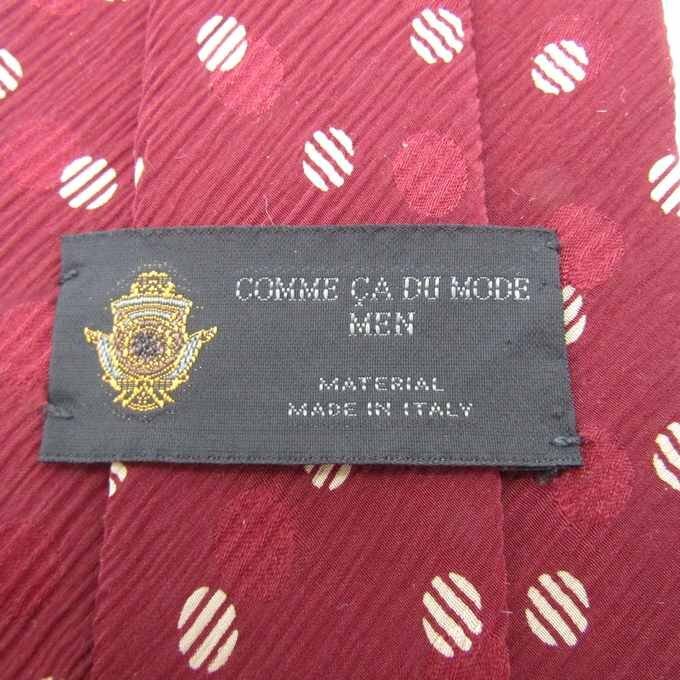 COMME ÇA DU MODE
MEN
MATERIAL
MADE IN ITALY